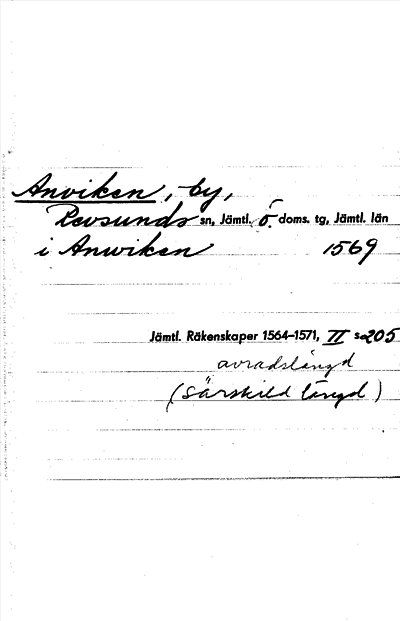 Anviken, by,
Revsunds sn, Jämtl. Ö. doms. tg, Jämtl. län
i Anwiken 1569
Jämtl. Räkenskaper 1564–1571, II s. 205
avradslängd
(särskild längd)